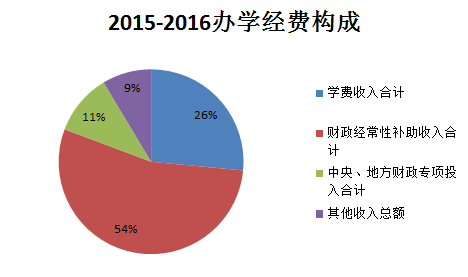 2015-2016办学经费构成
9%
26%
11%
54%
学费收入合计
财政经常性补助收入合
计
中央、地方财政专项投
入合计
其他收入总额